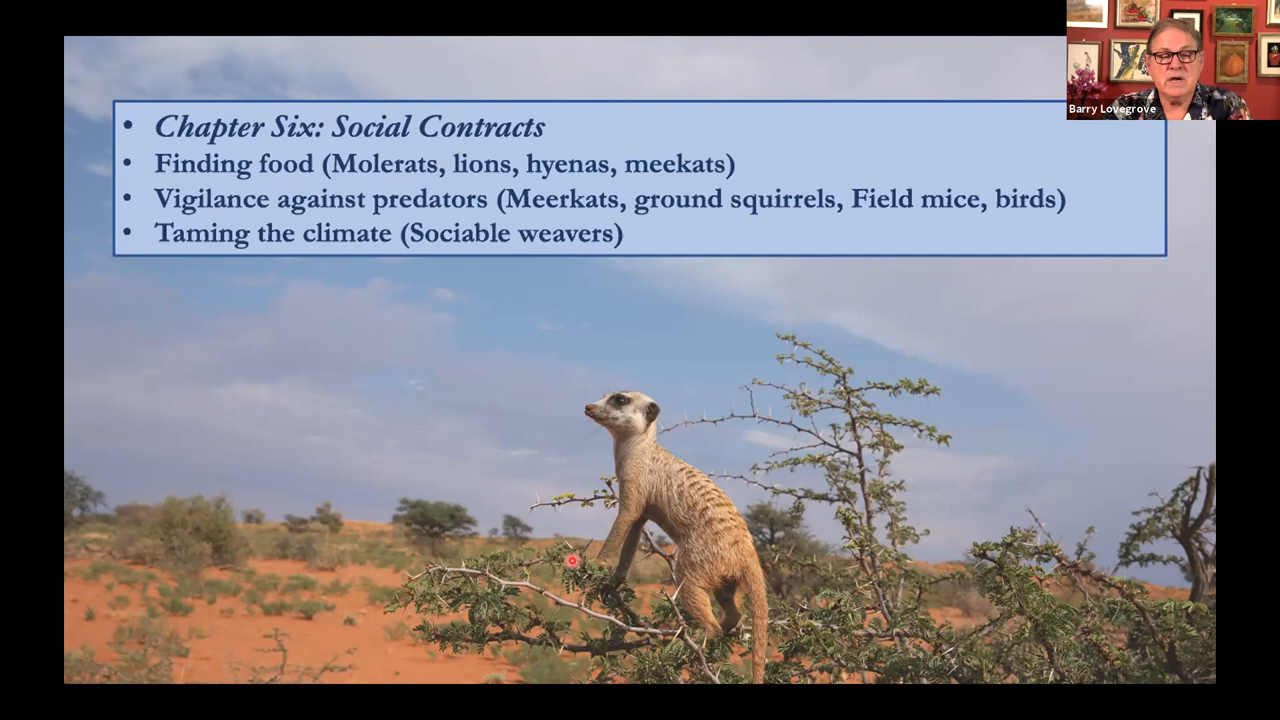 Chapter Six: Social Contracts
Finding food (Molerats, lions, hyenas, meekats)
Vigilance against predators (Meerkats, ground squirrels, Field mice, birds)
Taming the climate (Sociable weavers)
Barry Lovegrove